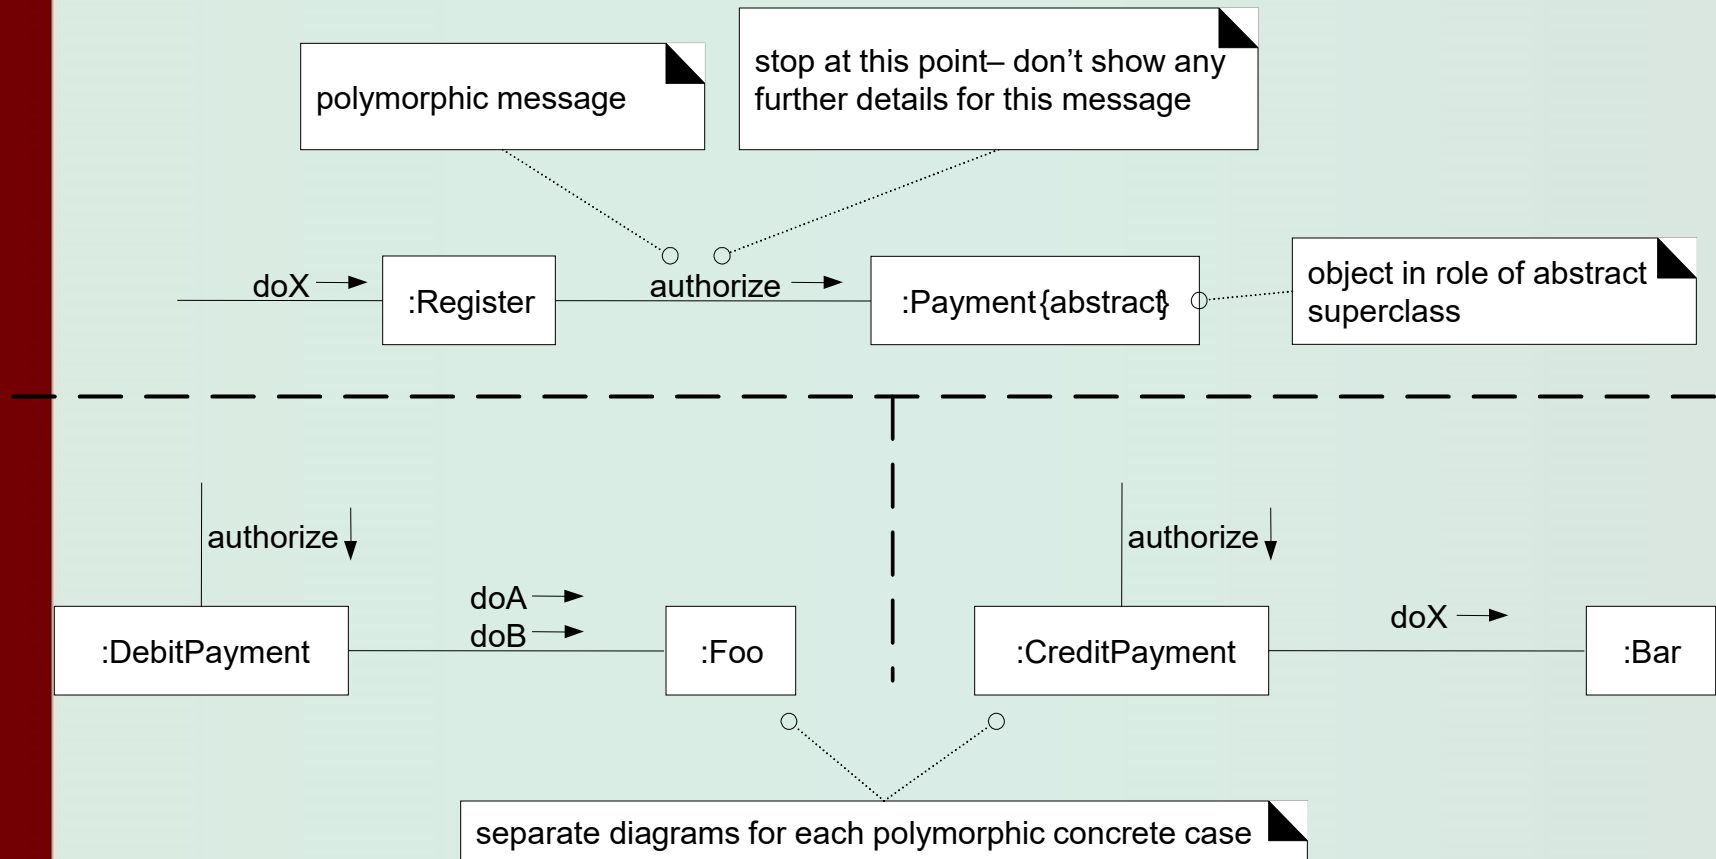 polymorphic message
stop at this point– don’t show any
further details for this message
doX
:Register
authorize
:Payment {abstract}
object in role of abstract
superclass
authorize
doA
doB
:DebitPayment
:Foo
authorize
doX
:CreditPayment
:Bar
separate diagrams for each polymorphic concrete case